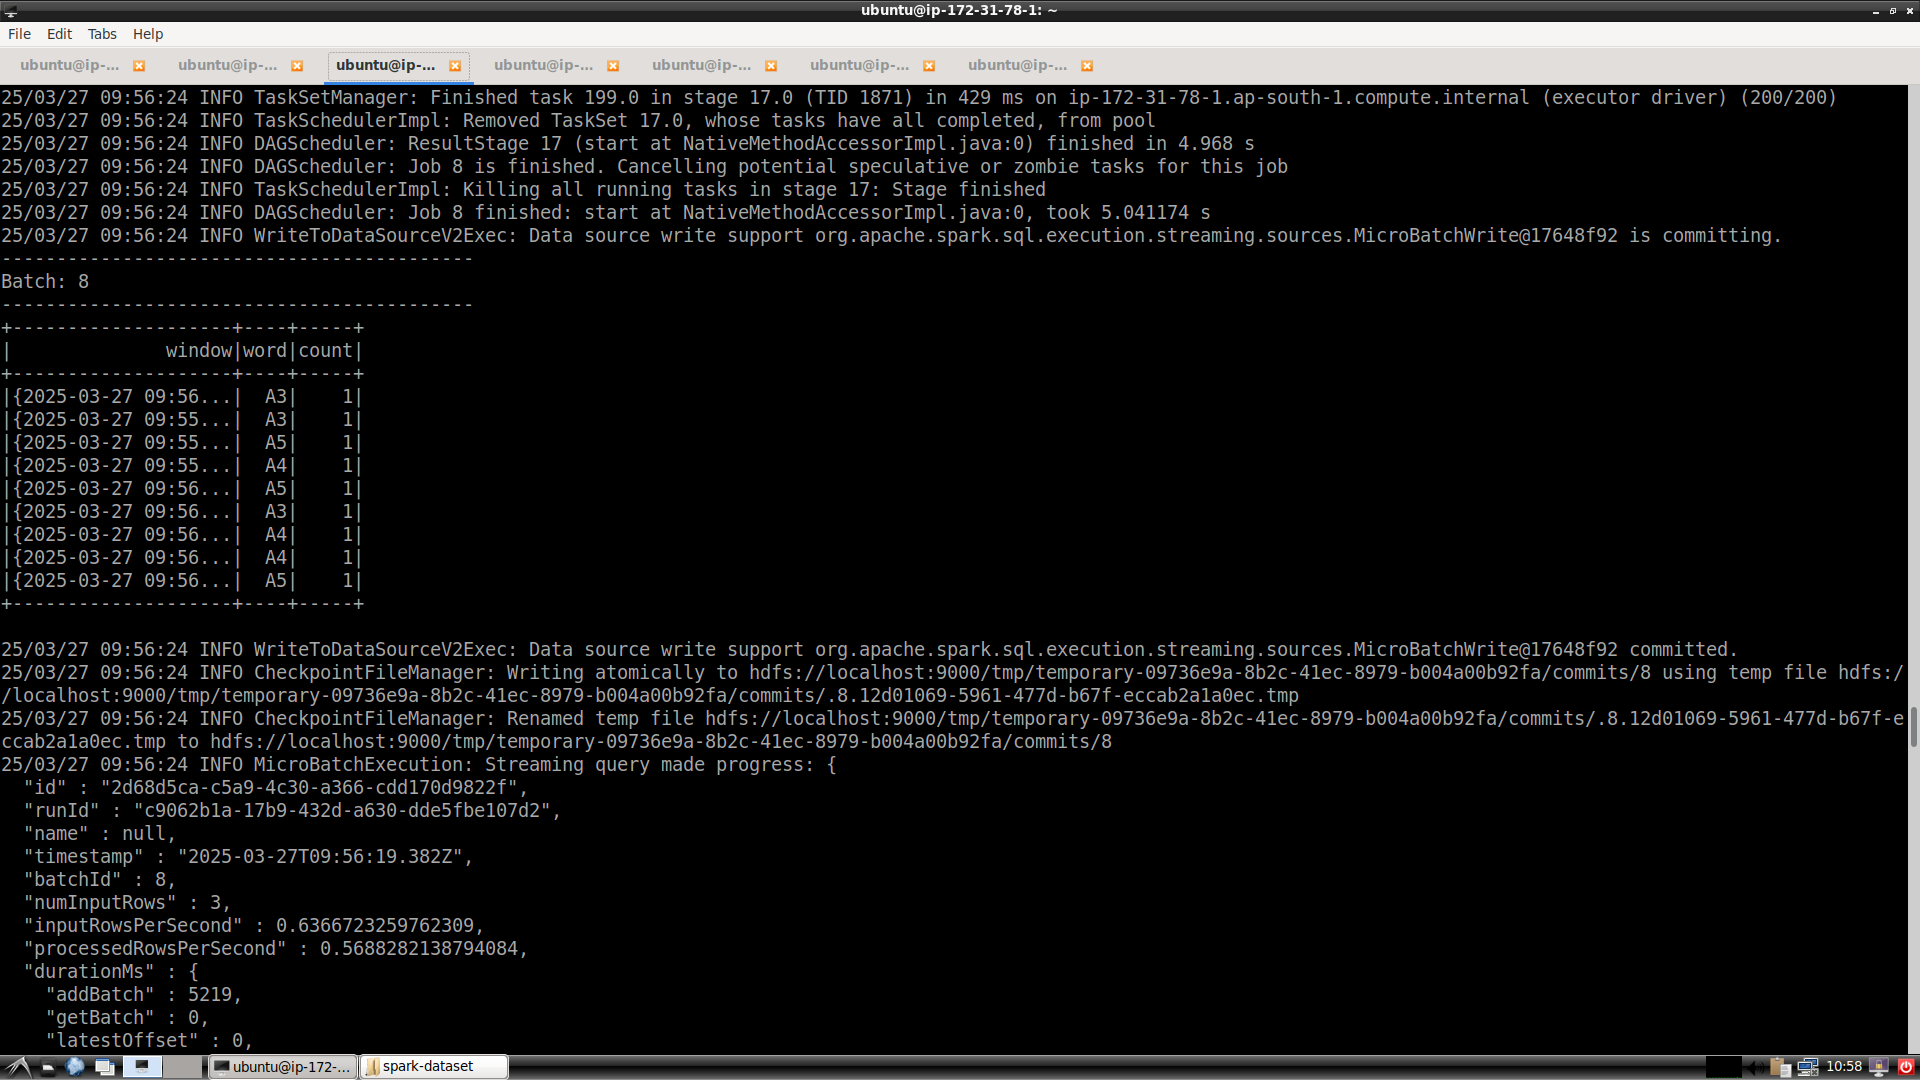 ubuntu@ip-172-31-78-1: ~
File Edit Tabs Help
ubuntu@ip-... ubuntu@ip-... ubuntu@ip-... ubuntu@ip-... ubuntu@ip-... ubuntu@ip-... ubuntu@ip-...
25/03/27 09:56:24 INFO TaskSetManager: Finished task 199.0 in stage 17.0 (TID 1871) in 429 ms on ip-172-31-78-1.ap-south-1.compute.internal (executor driver) (200/200)
25/03/27 09:56:24 INFO TaskSchedulerImpl: Removed TaskSet 17.0, whose tasks have all completed, from pool
25/03/27 09:56:24 INFO DAGScheduler: ResultStage 17 (start at NativeMethodAccessorImpl.java:0) finished in 4.968 s
25/03/27 09:56:24 INFO DAGScheduler: Job 8 is finished. Cancelling potential speculative or zombie tasks for this job
25/03/27 09:56:24 INFO TaskSchedulerImpl: Killing all running tasks in stage 17: Stage finished
25/03/27 09:56:24 INFO DAGScheduler: Job 8 finished: start at NativeMethodAccessorImpl.java:0, took 5.041174 s
25/03/27 09:56:24 INFO WriteToDataSourceV2Exec: Data source write support org.apache.spark.sql.execution.streaming.sources.MicroBatchWrite@17648f92 is committing.
-------------------------------------------
Batch: 8
-------------------------------------------
+--------------------+----+-----+
|              window|word|count|
+--------------------+----+-----+
|{2025-03-27 09:56...|  A3|    1|
|{2025-03-27 09:55...|  A3|    1|
|{2025-03-27 09:55...|  A5|    1|
|{2025-03-27 09:55...|  A4|    1|
|{2025-03-27 09:56...|  A5|    1|
|{2025-03-27 09:56...|  A3|    1|
|{2025-03-27 09:56...|  A4|    1|
|{2025-03-27 09:56...|  A4|    1|
|{2025-03-27 09:56...|  A5|    1|
+--------------------+----+-----+
25/03/27 09:56:24 INFO WriteToDataSourceV2Exec: Data source write support org.apache.spark.sql.execution.streaming.sources.MicroBatchWrite@17648f92 committed.
25/03/27 09:56:24 INFO CheckpointFileManager: Writing atomically to hdfs://localhost:9000/tmp/temporary-09736e9a-8b2c-41ec-8979-b004a00b92fa/commits/8 using temp file hdfs:/
/localhost:9000/tmp/temporary-09736e9a-8b2c-41ec-8979-b004a00b92fa/commits/.8.12d01069-5961-477d-b67f-eccab2a1a0ec.tmp
25/03/27 09:56:24 INFO CheckpointFileManager: Renamed temp file hdfs://localhost:9000/tmp/temporary-09736e9a-8b2c-41ec-8979-b004a00b92fa/commits/.8.12d01069-5961-477d-b67f-e
ccab2a1a0ec.tmp to hdfs://localhost:9000/tmp/temporary-09736e9a-8b2c-41ec-8979-b004a00b92fa/commits/8
25/03/27 09:56:24 INFO MicroBatchExecution: Streaming query made progress: {
  "id" : "2d68d5ca-c5a9-4c30-a366-cdd170d9822f",
  "runId" : "c9062b1a-17b9-432d-a630-dde5fbe107d2",
  "name" : null,
  "timestamp" : "2025-03-27T09:56:19.382Z",
  "batchId" : 8,
  "numInputRows" : 3,
  "inputRowsPerSecond" : 0.6366723259762309,
  "processedRowsPerSecond" : 0.5688282138794084,
  "durationMs" : {
    "addBatch" : 5219,
    "getBatch" : 0,
    "latestOffset" : 0,
ubuntu@ip-172-... spark-dataset 10:58